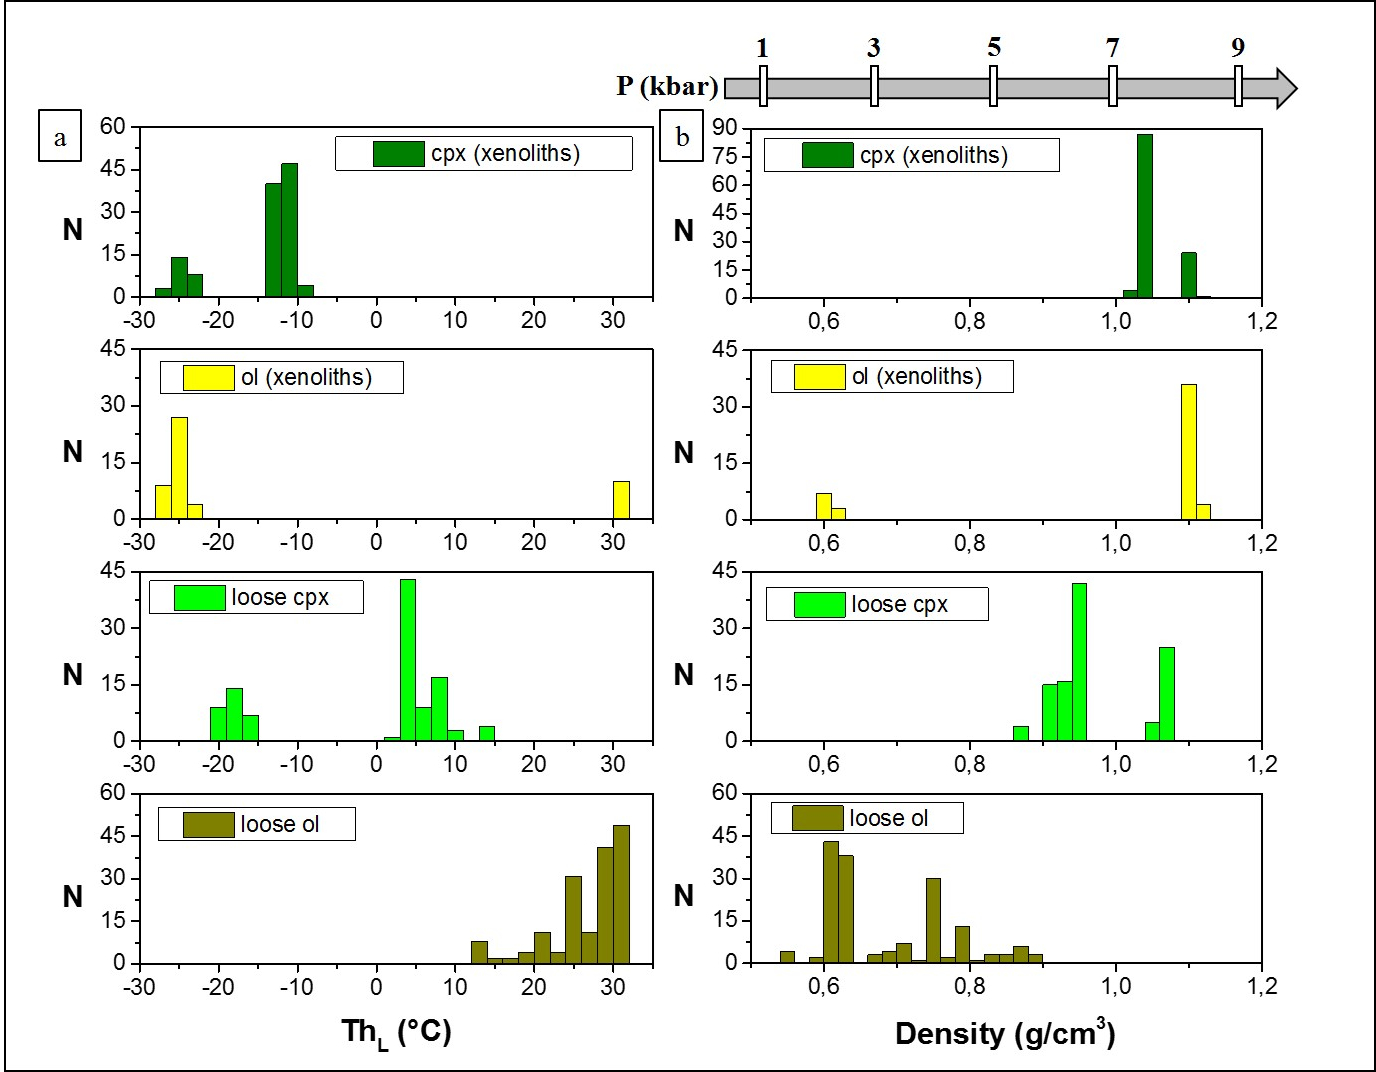 1 3 5 7 9
P (kbar)
a
60
45
30
15
0
N
cpx (xenoliths)
-30 -20 -10 0 10 20 30
45
30
15
0
N
ol (xenoliths)
-30 -20 -10 0 10 20 30
45
30
15
0
N
loose cpx
-30 -20 -10 0 10 20 30
60
45
30
15
0
N
loose ol
-30 -20 -10 0 10 20 30
ThL (°C)
b
90
75
60
45
30
15
0
N
cpx (xenoliths)
0,6 0,8 1,0 1,2
45
30
15
0
N
ol (xenoliths)
0,6 0,8 1,0 1,2
45
30
15
0
N
loose cpx
0,6 0,8 1,0 1,2
60
45
30
15
0
N
loose ol
0,6 0,8 1,0 1,2
Density (g/cm³)